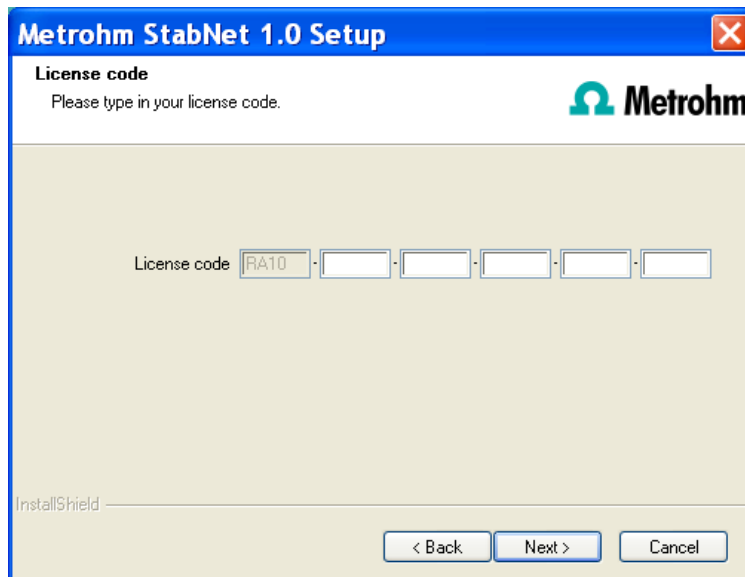 Metrohm StabNet 1.0 Setup
License code
Please type in your license code.
Metrohm
License code RA10 - - - - -
InstallShield
< Back Next > Cancel